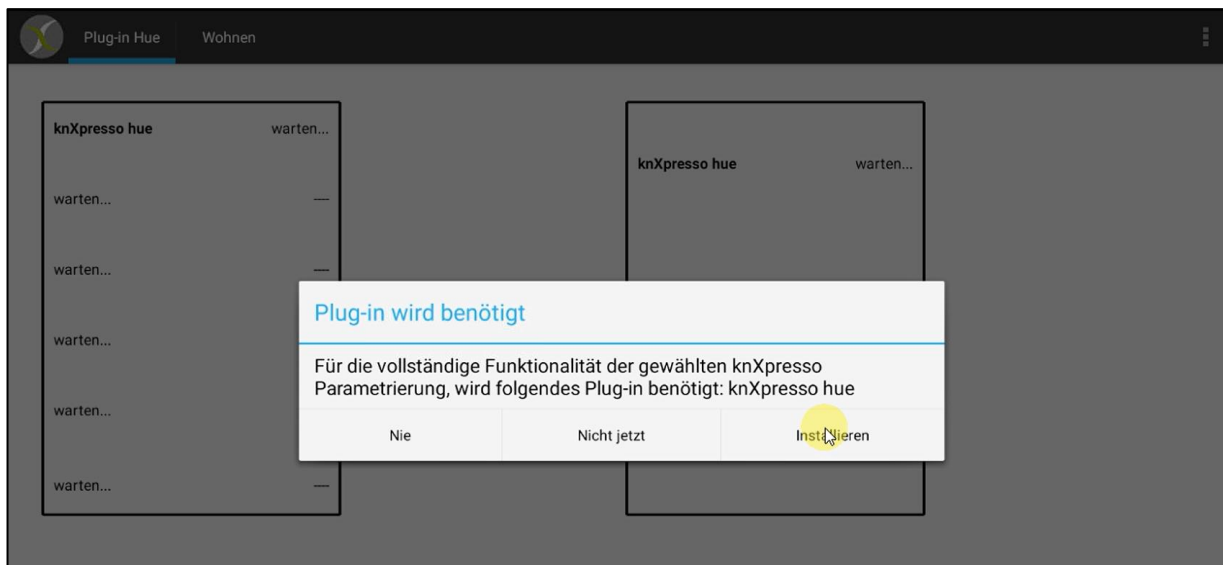 Plug-in Hue Wohnen
knXpresso hue warten...
knXpresso hue warten...
warten... ---
warten... ---
warten...
warten...
warten... ---
Plug-in wird benötigt
Für die vollständige Funktionalität der gewählten knXpresso
Parametrierung, wird folgendes Plug-in benötigt: knXpresso hue
Nie Nicht jetzt Installieren